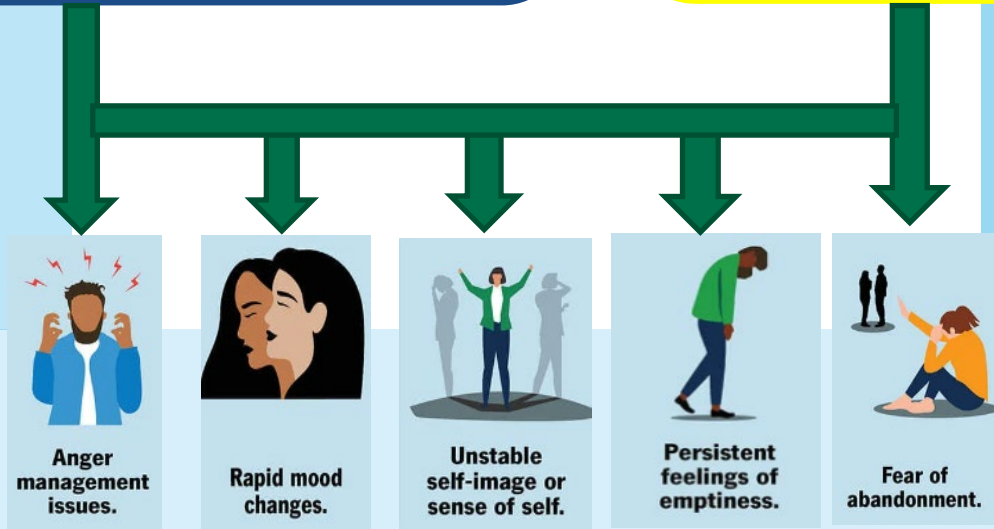 Anger
management
issues.
Rapid mood
changes.
Unstable
self-image or
sense of self.
Persistent
feelings of
emptiness.
Fear of
abandonment.